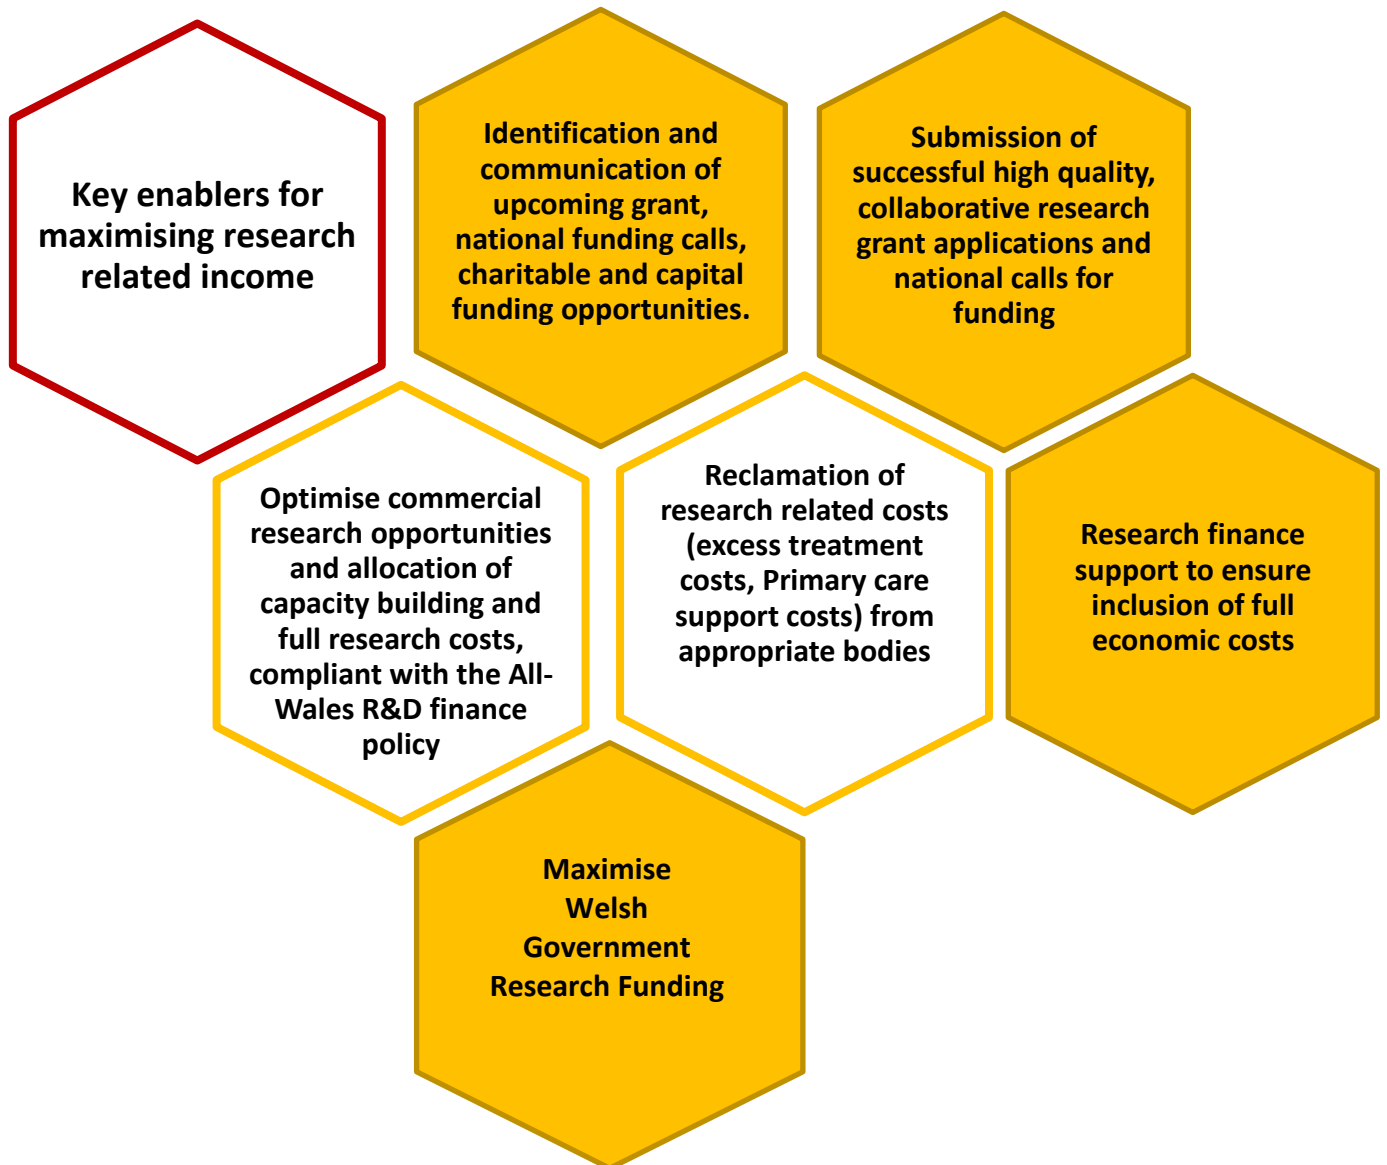 Key enablers for
maximising research
related income
Identification and
communication of
upcoming grant,
national funding calls,
charitable and capital
funding opportunities.
Submission of
successful high quality,
collaborative research
grant applications and
national calls for
funding
Optimise commercial
research opportunities
and allocation of
capacity building and
full research costs,
compliant with the All-
Wales R&D finance
policy
Reclamation of
research related costs
(excess treatment
costs, Primary care
support costs) from
appropriate bodies
Research finance
support to ensure
inclusion of full
economic costs
Maximise
Welsh
Government
Research Funding